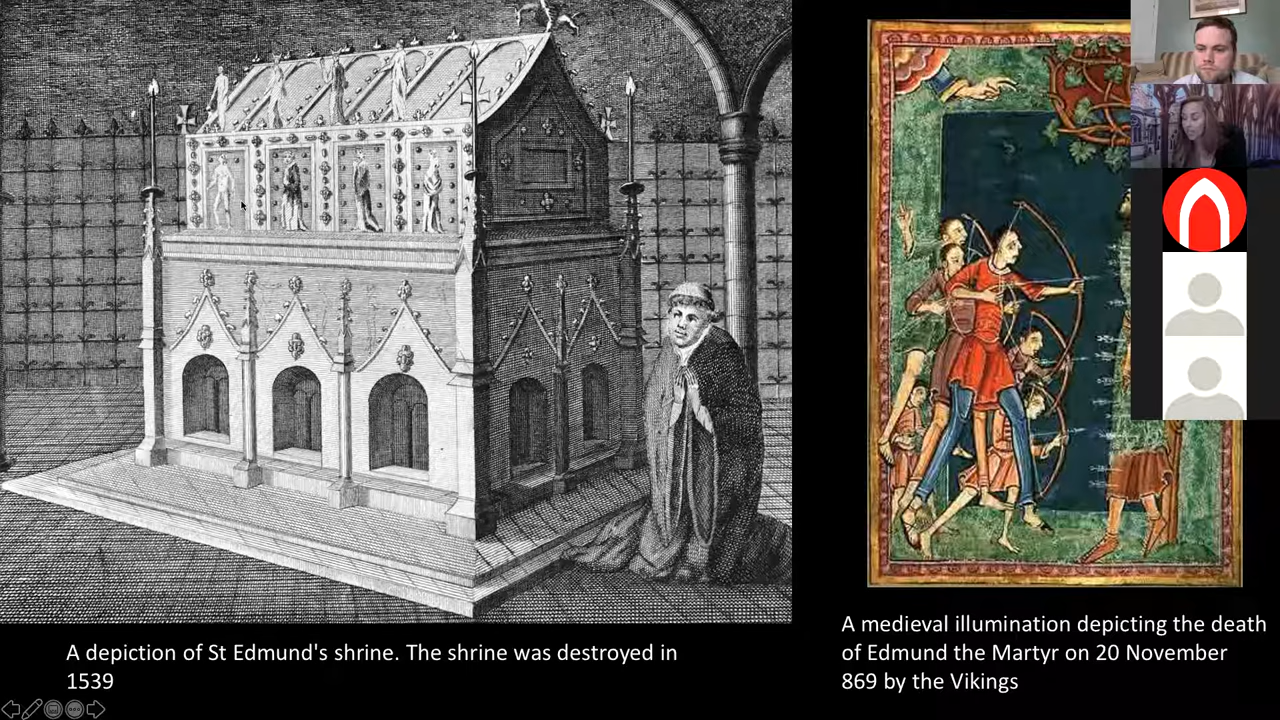 A depiction of St Edmund's shrine. The shrine was destroyed in
1539
A medieval illumination depicting the death
of Edmund the Martyr on 20 November
869 by the Vikings